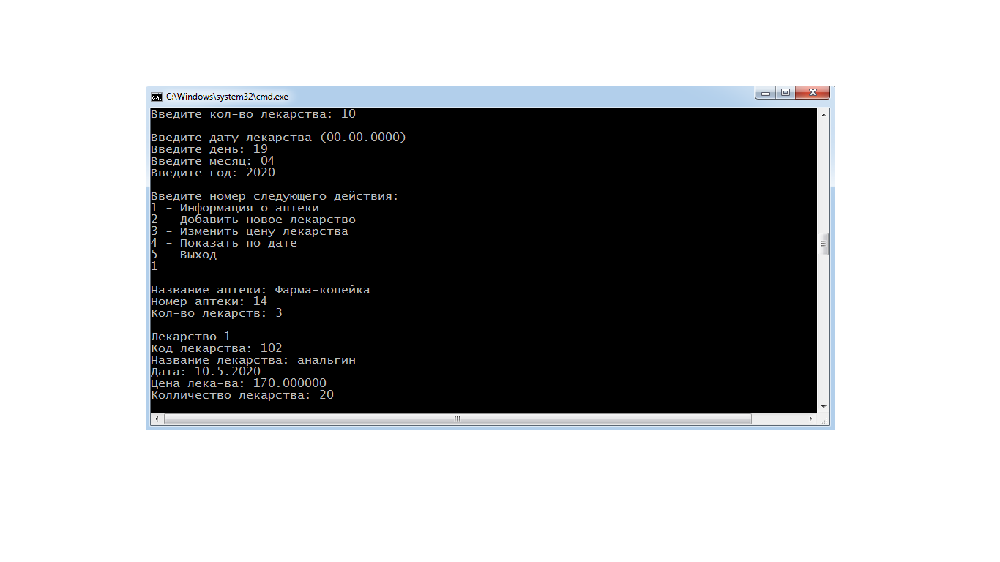 C:\Windows\system32\cmd.exe
Введите кол-во лекарства: 10
Введите дату лекарства (00.00.0000)
Введите день: 19
Введите месяц: 04
Введите год: 2020
Введите номер следующего действия:
1 - Информация о аптеки
2 - Добавить новое лекарство
3 - Изменить цену лекарства
4 - Показать по дате
5 - Выход
1
Название аптеки: Фарма-копейка
Номер аптеки: 14
Кол-во лекарств: 3
Лекарство 1
Код лекарства: 102
Название лекарства: анальгин
Дата: 10.5.2020
Цена лека-ва: 170.000000
Колличество лекарства: 20